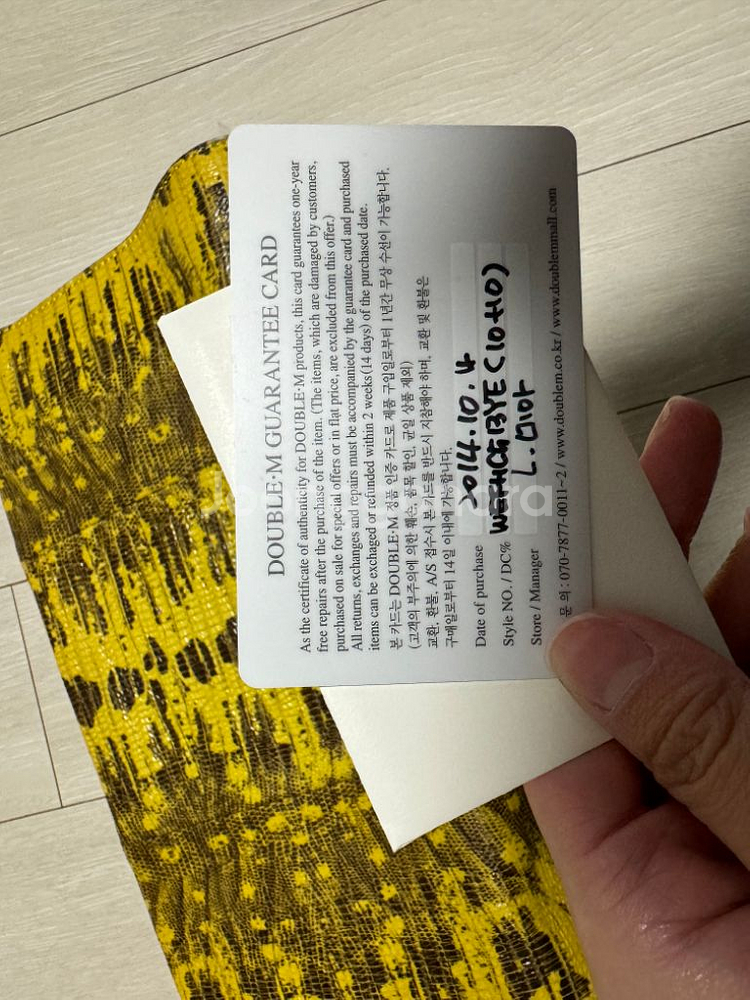 DOUBLE·M GUARANTEE CARD
As the certificate of authenticity for DOUBLE·M products, this card guarantees one-year
free repairs after the purchase of the item. (The items, which are damaged by customers,
purchased on sale for special offers or in flat price, are excluded from this offer.)
All returns, exchanges and repairs must be accompanied by the guarantee card and purchased
items can be exchaged or refunded within 2 weeks(14 days) of the purchased date.
본 카드는 DOUBLE·M 정품 인증 카드로 제품 구입일로부터 1년간 무상 수선이 가능합니다.
(고객의 부주의에 의한 훼손, 품목 할인, 균일 상품 제외)
교환, 환불, A/S 접수시 본 카드를 반드시 지참해야 하며, 교환 및 환불은
구매일로부터 14일 이내에 가능합니다.
Date of purchase 2014.10.4
Style NO. / DC%
Store / Manager L.미아
문 의 : 070-7877-0011~2 / www.doublem.co.kr / www.doublemmall.com